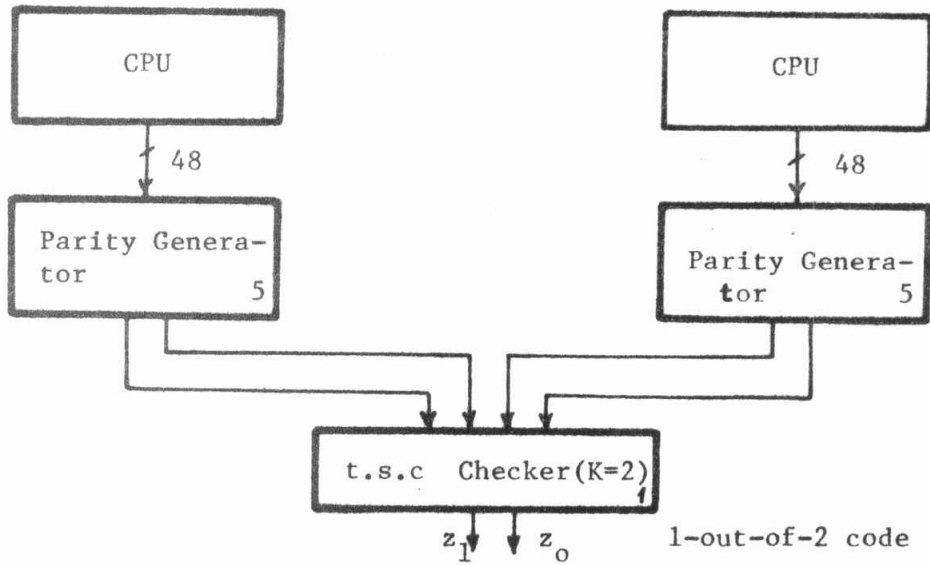 CPU
CPU
48
48
Parity Genera-
tor
5
Parity Genera-
tor
5
t.s.c Checker(K=2)
1
z1 zo
1-out-of-2 code